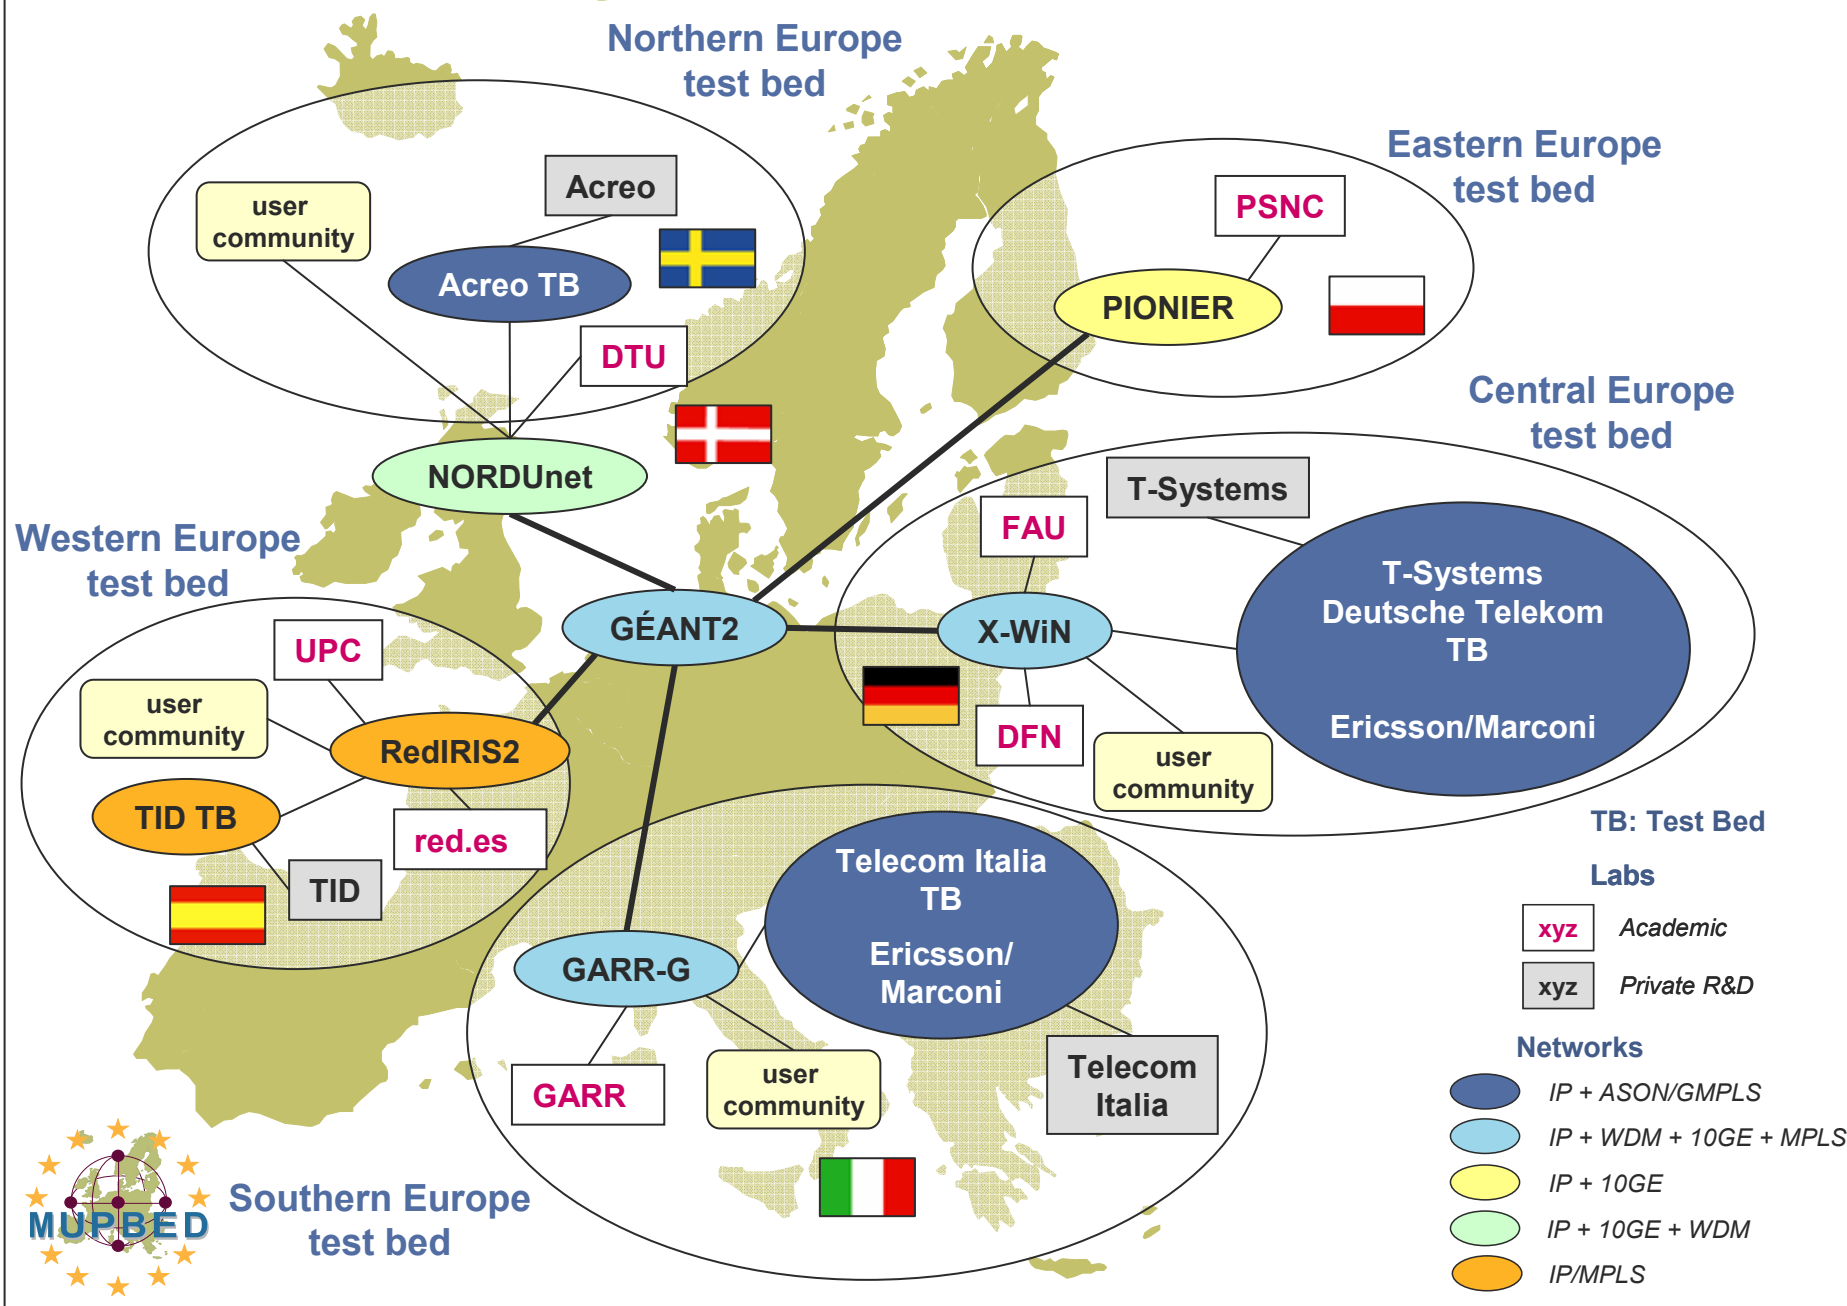 Northern Europe
test bed
Eastern Europe
test bed
Acreo
PSNC
user
community
Acreo TB
PIONIER
DTU
Central Europe
test bed
NORDUnet
T-Systems
FAU
Western Europe
test bed
T-Systems
Deutsche Telekom
TB
Ericsson/Marconi
GÉANT2
X-WiN
UPC
user
community
RedIRIS2
DFN
user
community
TID TB
red.es
TID
TB: Test Bed
Labs
xyz Academic
xyz Private R&D
Telecom Italia
TB
Ericsson/
Marconi
GARR-G
GARR
user
community
Telecom
Italia
Networks
IP + ASON/GMPLS
IP + WDM + 10GE + MPLS
IP + 10GE
IP + 10GE + WDM
IP/MPLS
MUPBED
Southern Europe
test bed